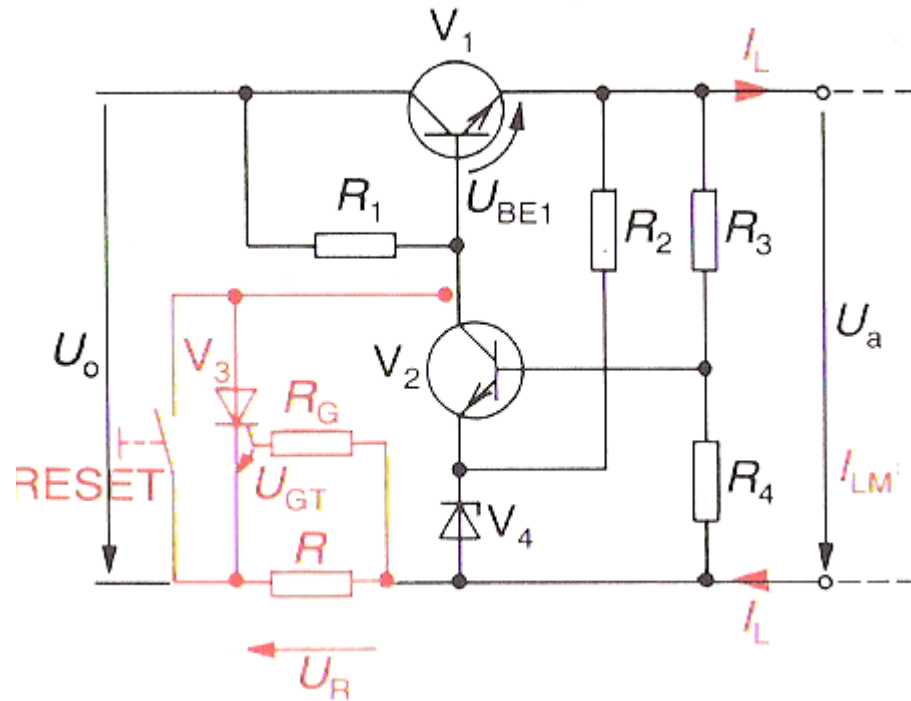 V1
IL
R1
UBE1
R2
R3
Uo
V3
V2
Ua
RG
RESET
UGT
R4
ILM
V4
R
IL
UR